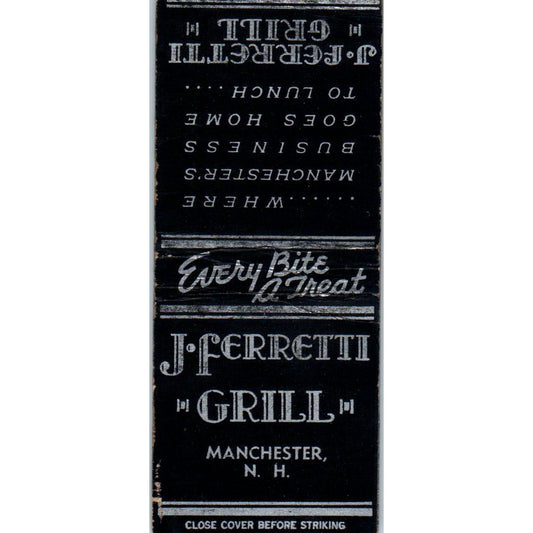 ......WHERE
MANCHESTER'S
BUSINESS
GOES HOME
TO LUNCH....
J·FERRETTI
GRILL
Every Bite
A Treat
J·FERRETTI
GRILL
MANCHESTER,
N. H.
CLOSE COVER BEFORE STRIKING